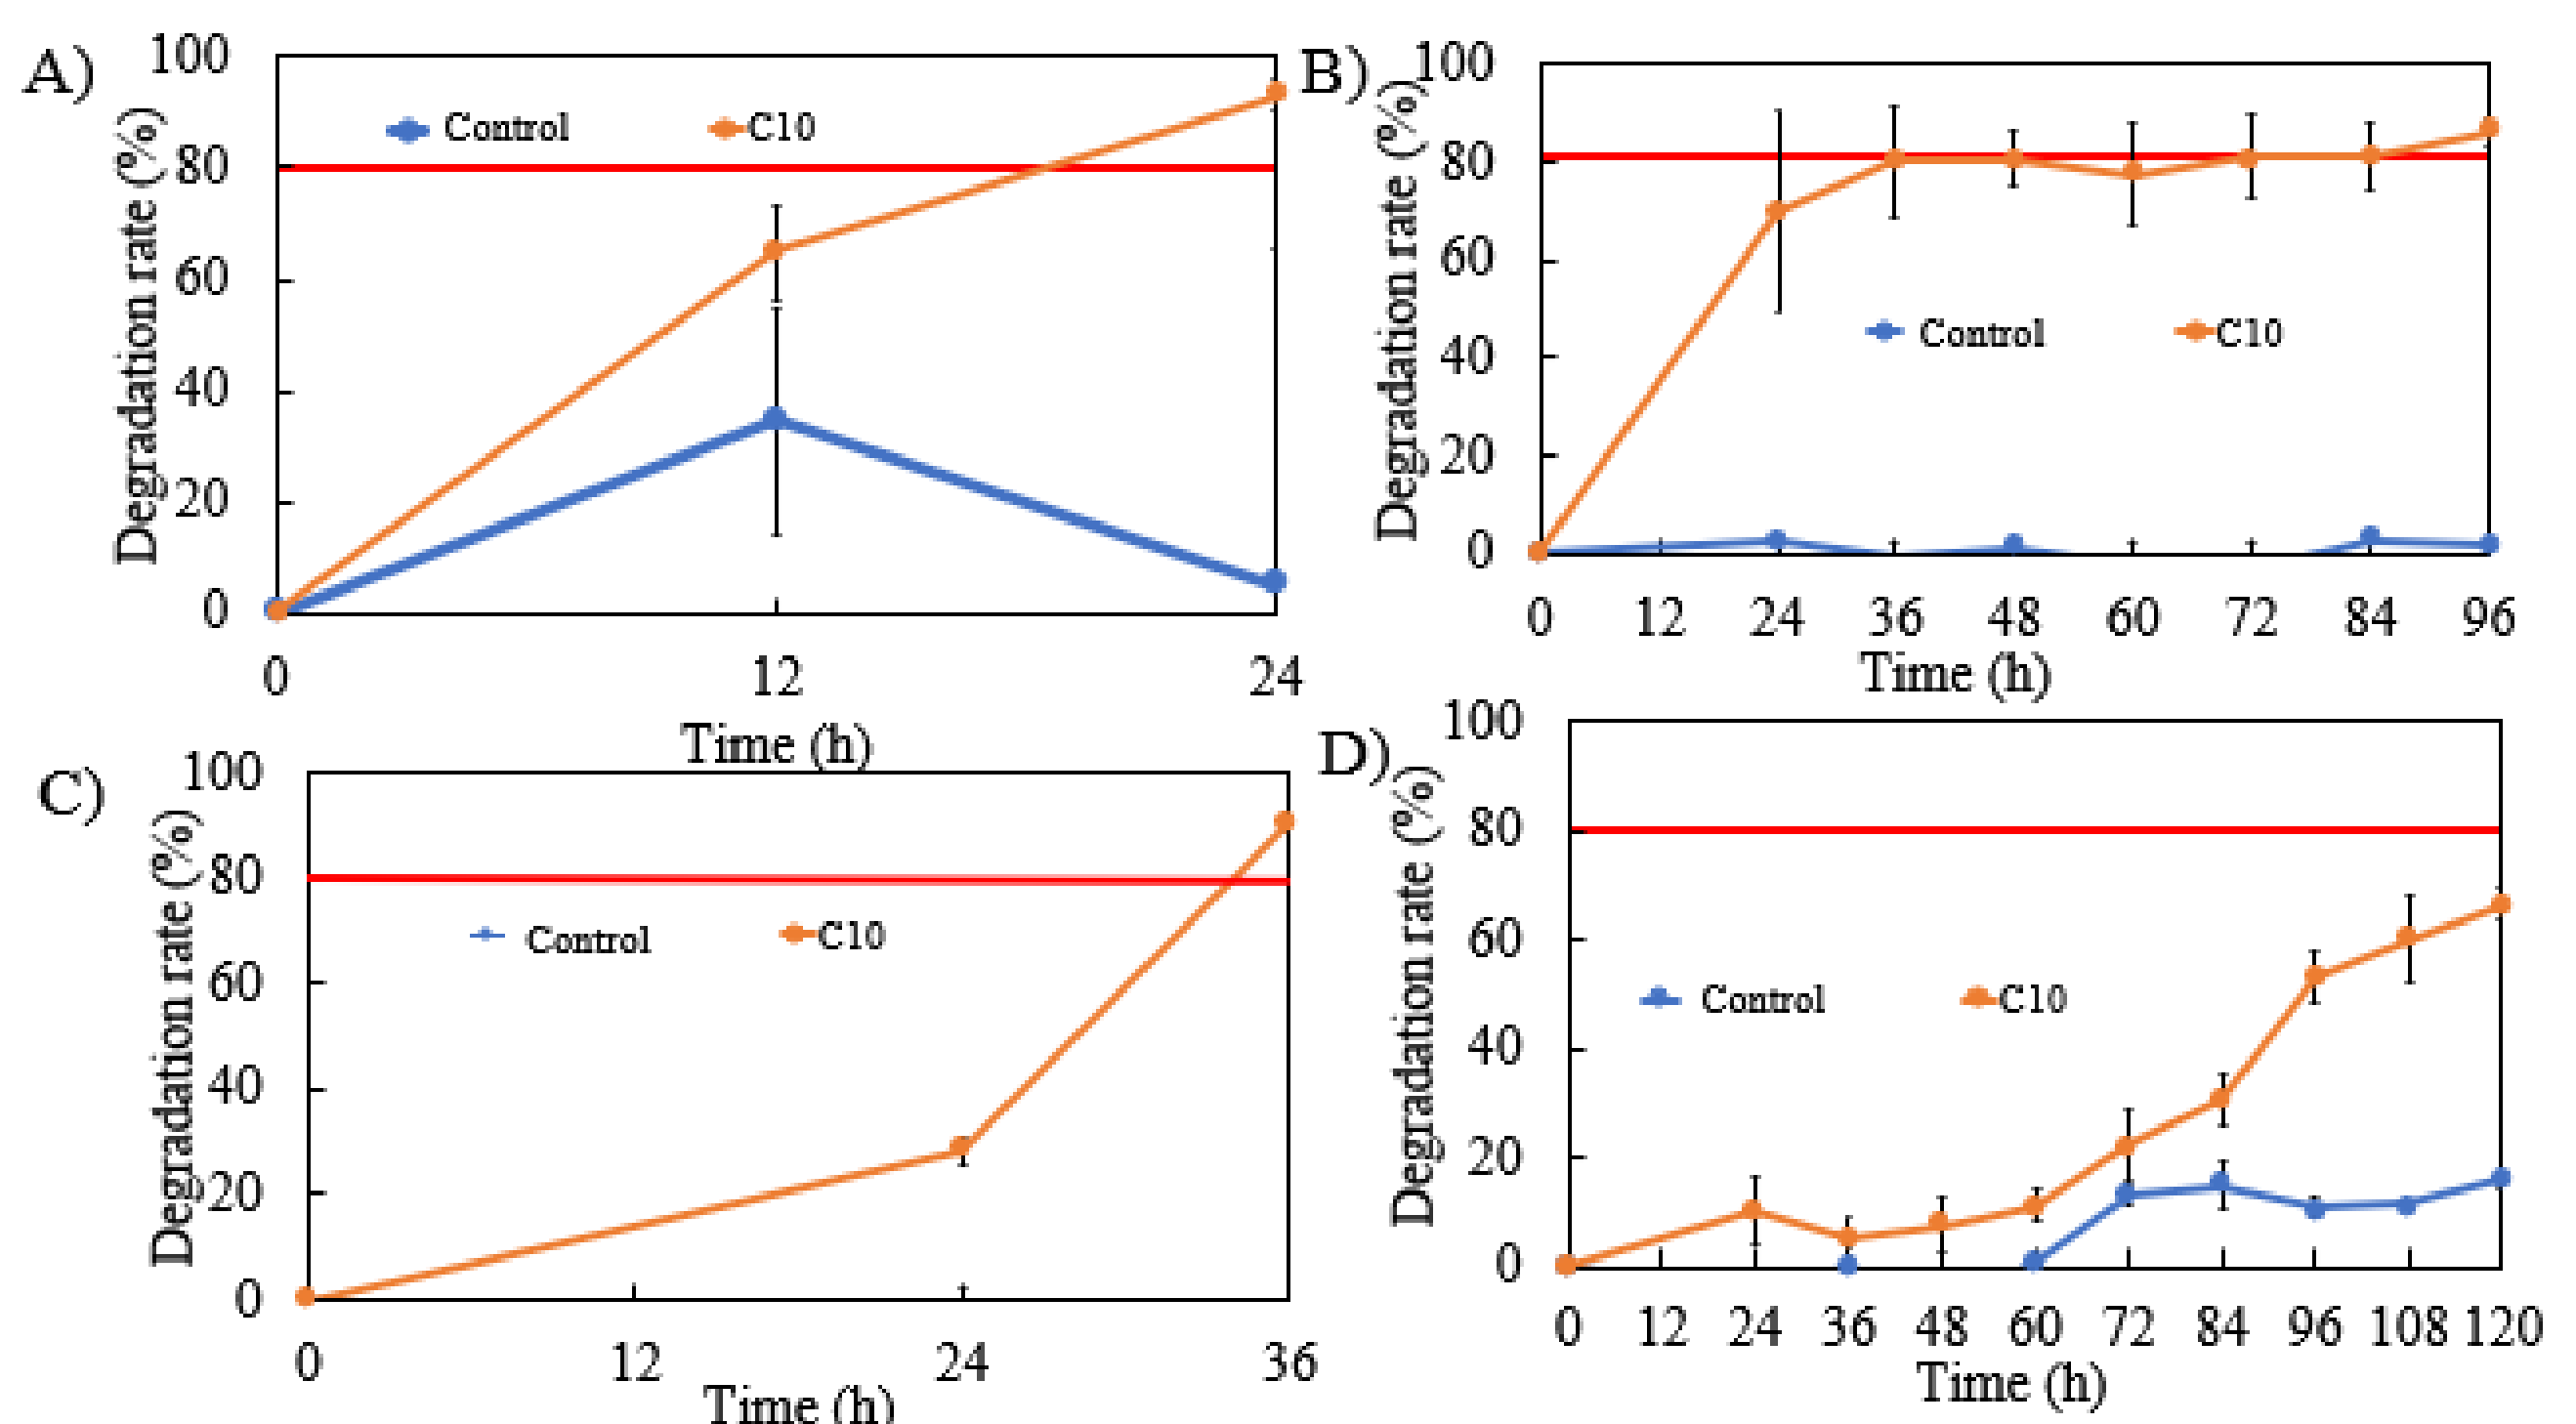 A)
Degradation rate (%)
100
80
60
40
20
0
Control
C10
0 12 24
Time (h)
B)
Degradation rate (%)
100
80
60
40
20
0
Control
C10
0 12 24 36 48 60 72 84 96
Time (h)
C)
Degradation rate (%)
100
80
60
40
20
0
Control
C10
0 12 24 36
Time (h)
D)
Degradation rate (%)
100
80
60
40
20
0
Control
C10
0 12 24 36 48 60 72 84 96 108 120
Time (h)